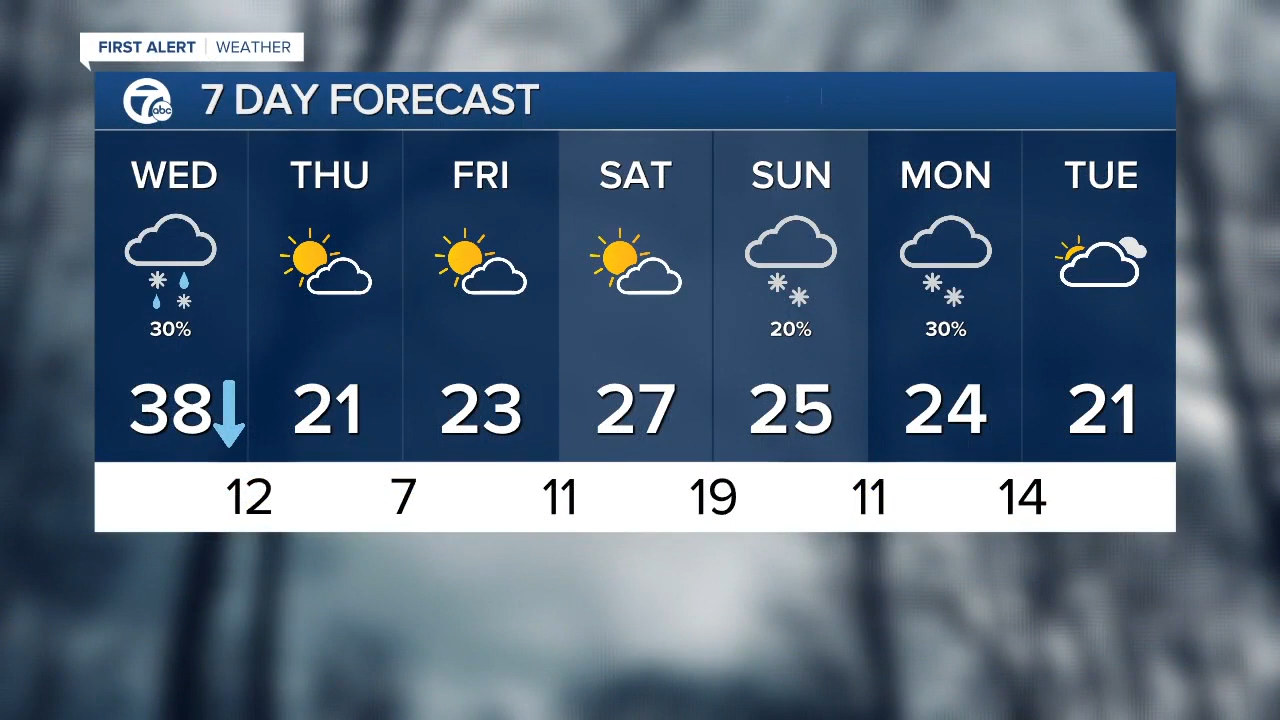 FIRST ALERT WEATHER
7 abc 7 DAY FORECAST
WED THU FRI SAT SUN MON TUE
30% 20% 30%
38 21 23 27 25 24 21
12 7 11 19 11 14